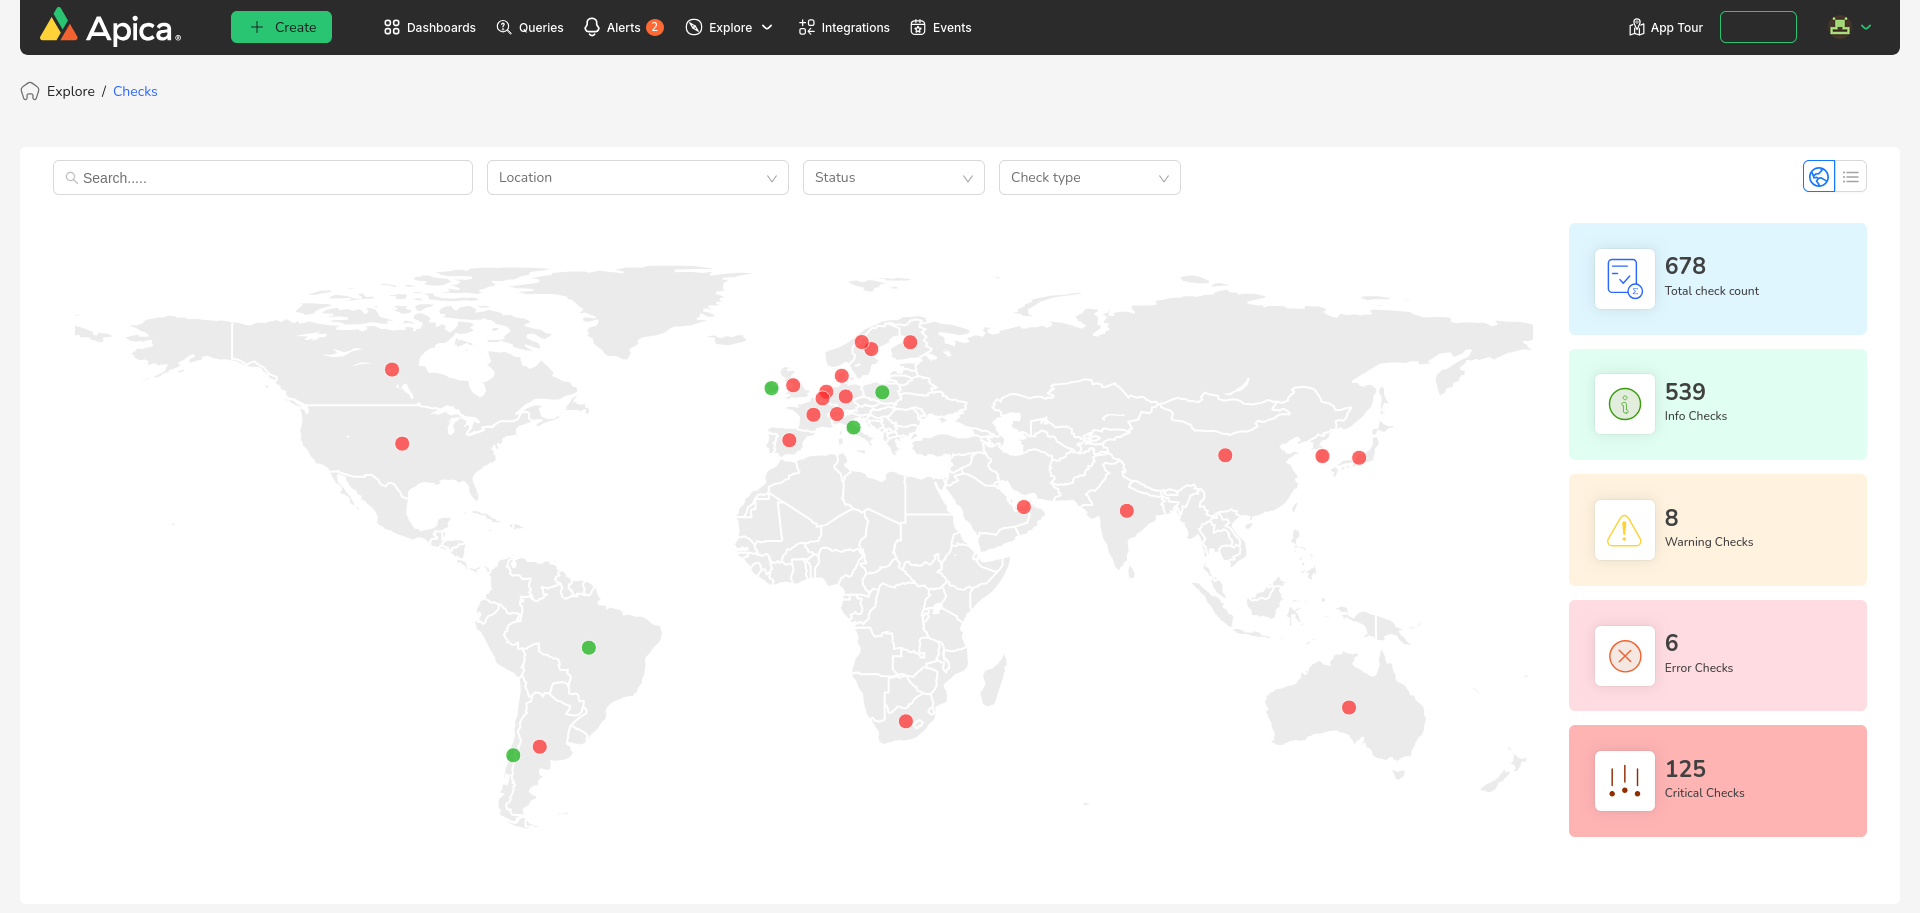 Apica®
Create
Dashboards
Queries
Alerts 2
Explore
Integrations
Events
App Tour
Explore / Checks
Search.....
Location
Status
Check type
678
Total check count
539
Info Checks
8
Warning Checks
6
Error Checks
125
Critical Checks